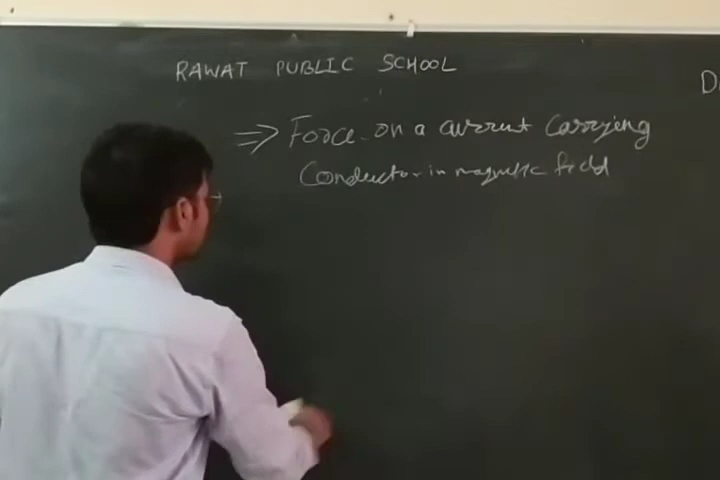 RAWAT PUBLIC SCHOOL
D
⇒ Force on a current carrying
Conductor in magnetic field